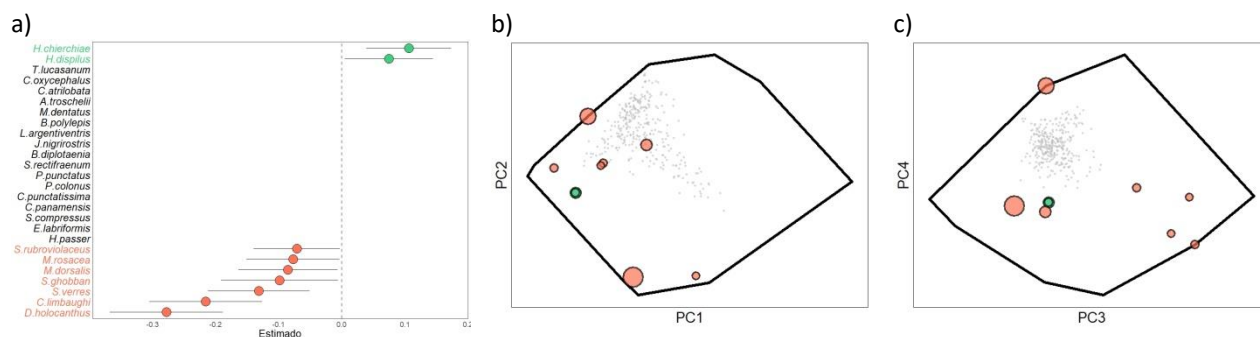 a)
H.chierchiae
H.dispilus
T.lucasanum
C.oxycephalus
C.atrilobata
A.troschelii
M.dentatus
B.polylepis
L.argentiventris
J.nigrirostris
B.diplotaenia
S.rectifraenum
P.punctatus
P.colonus
C.punctatissima
C.panamensis
S.compressus
E.labriformis
H.passer
S.rubroviolaceus
M.rosacea
M.dorsalis
S.ghobban
S.verres
C.limbaughi
D.holocanthus
-0.3 -0.2 -0.1 0.0 0.1 0.2
Estimado
b)
PC2
PC1
c)
PC4
PC3